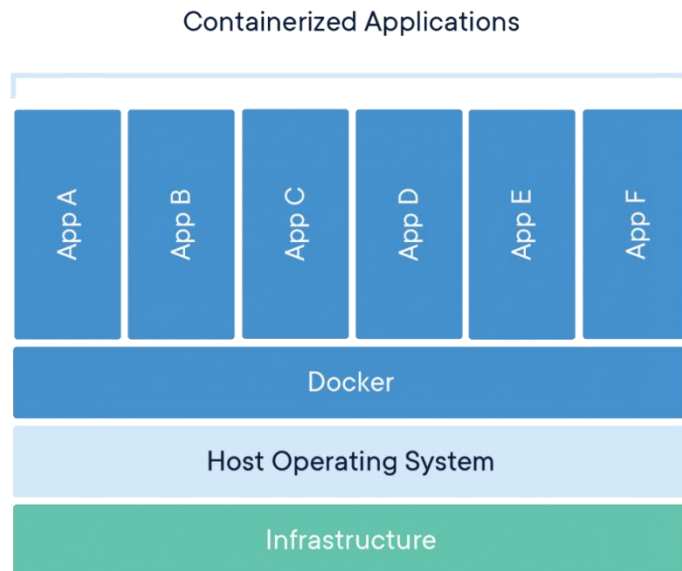 Containerized Applications
App A
App B
App C
App D
App E
App F
Docker
Host Operating System
Infrastructure